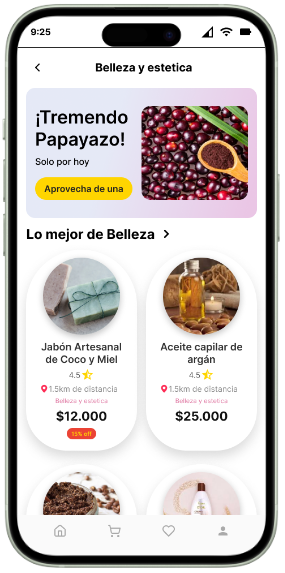 9:25
Belleza y estetica
¡Tremendo
Papayazo!
Solo por hoy
Aprovecha de una
Lo mejor de Belleza
Jabón Artesanal
de Coco y Miel
4.5
1.5km de distancia
Belleza y estetica
$12.000
15% off
Aceite capilar de
argán
4.5
1.5km de distancia
Belleza y estetica
$25.000